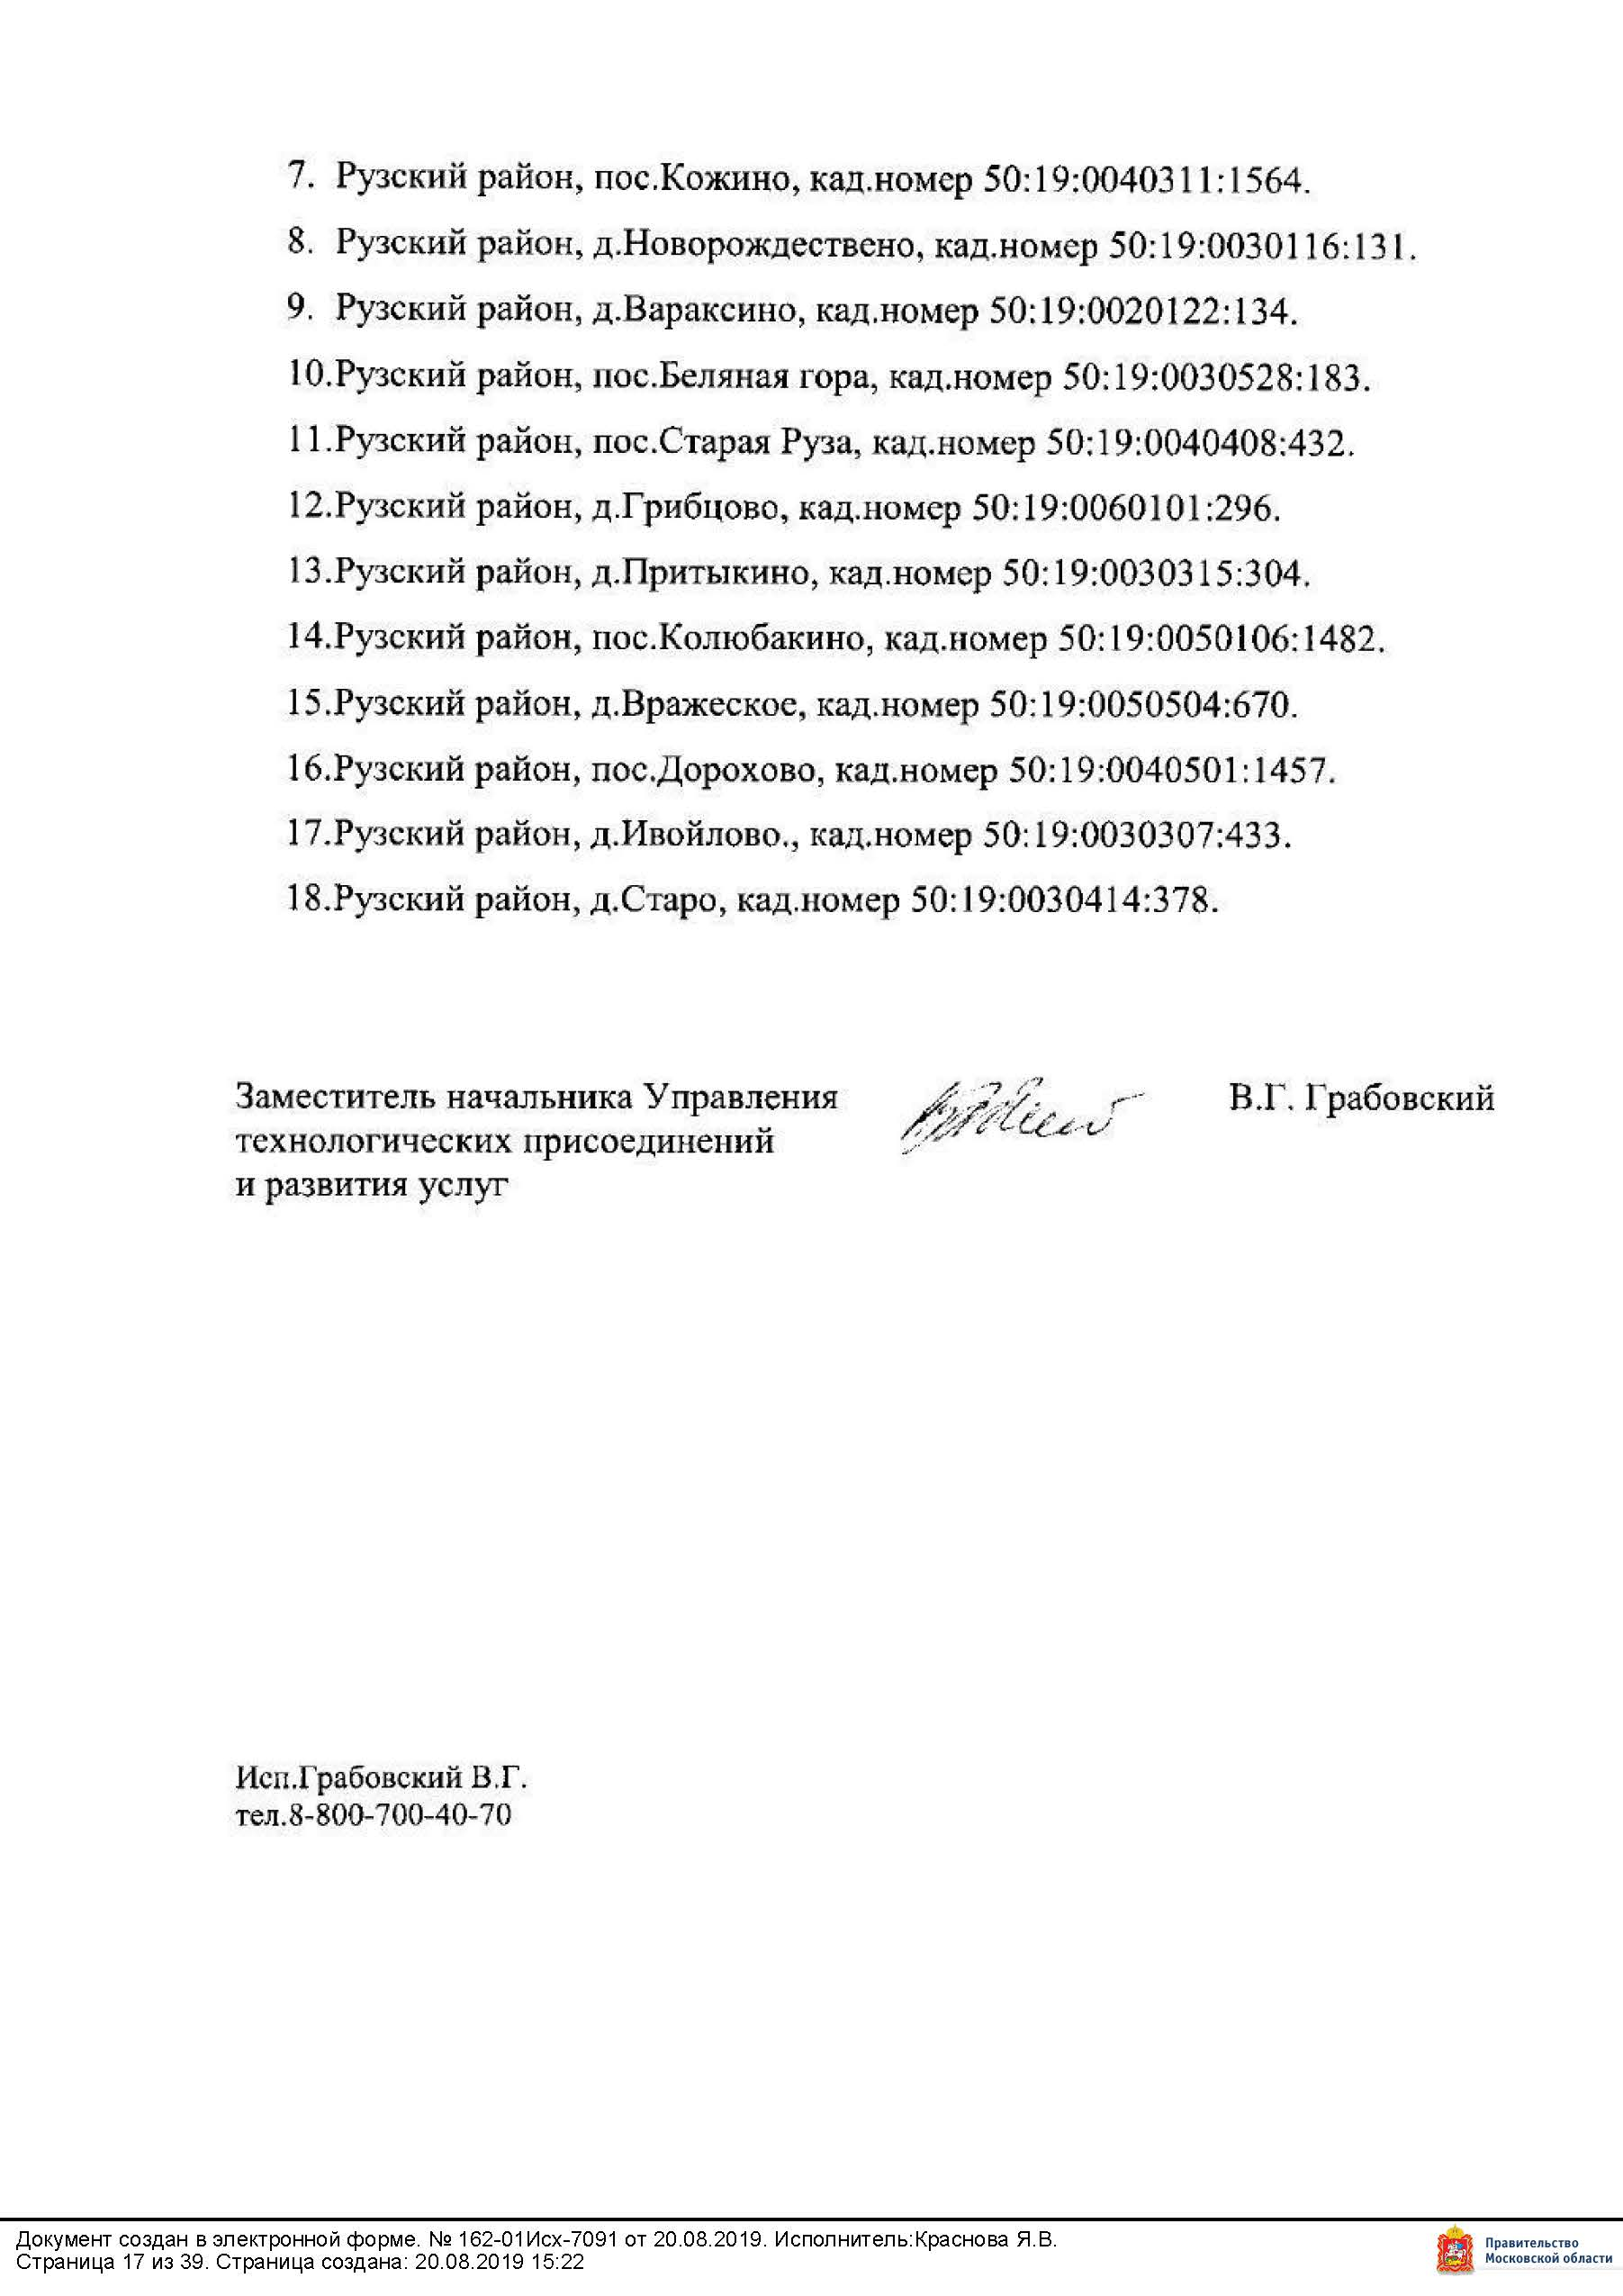 7. Рузский район, пос.Кожино, кад.номер 50:19:0040311:1564.
8. Рузский район, д.Новорождествено, кад.номер 50:19:0030116:131.
9. Рузский район, д.Вараксино, кад.номер 50:19:0020122:134.
10.Рузский район, пос.Беляная гора, кад.номер 50:19:0030528:183.
11.Рузский район, пос.Старая Руза, кад.номер 50:19:0040408:432.
12.Рузский район, д.Грибцово, кад.номер 50:19:0060101:296.
13.Рузский район, д.Притыкино, кад.номер 50:19:0030315:304.
14.Рузский район, пос.Колюбакино, кад.номер 50:19:0050106:1482.
15.Рузский район, д.Вражеское, кад.номер 50:19:0050504:670.
16.Рузский район, пос.Дорохово, кад.номер 50:19:0040501:1457.
17.Рузский район, д.Ивойлово., кад.номер 50:19:0030307:433.
18.Рузский район, д.Старо, кад.номер 50:19:0030414:378.
Заместитель начальника Управления В.Г. Грабовский
технологических присоединений
и развития услуг
Исп.Грабовский В.Г.
тел.8-800-700-40-70
Документ создан в электронной форме. № 162-01Исх-7091 от 20.08.2019. Исполнитель:Краснова Я.В.
Страница 17 из 39. Страница создана: 20.08.2019 15:22
Правительство
Московской области